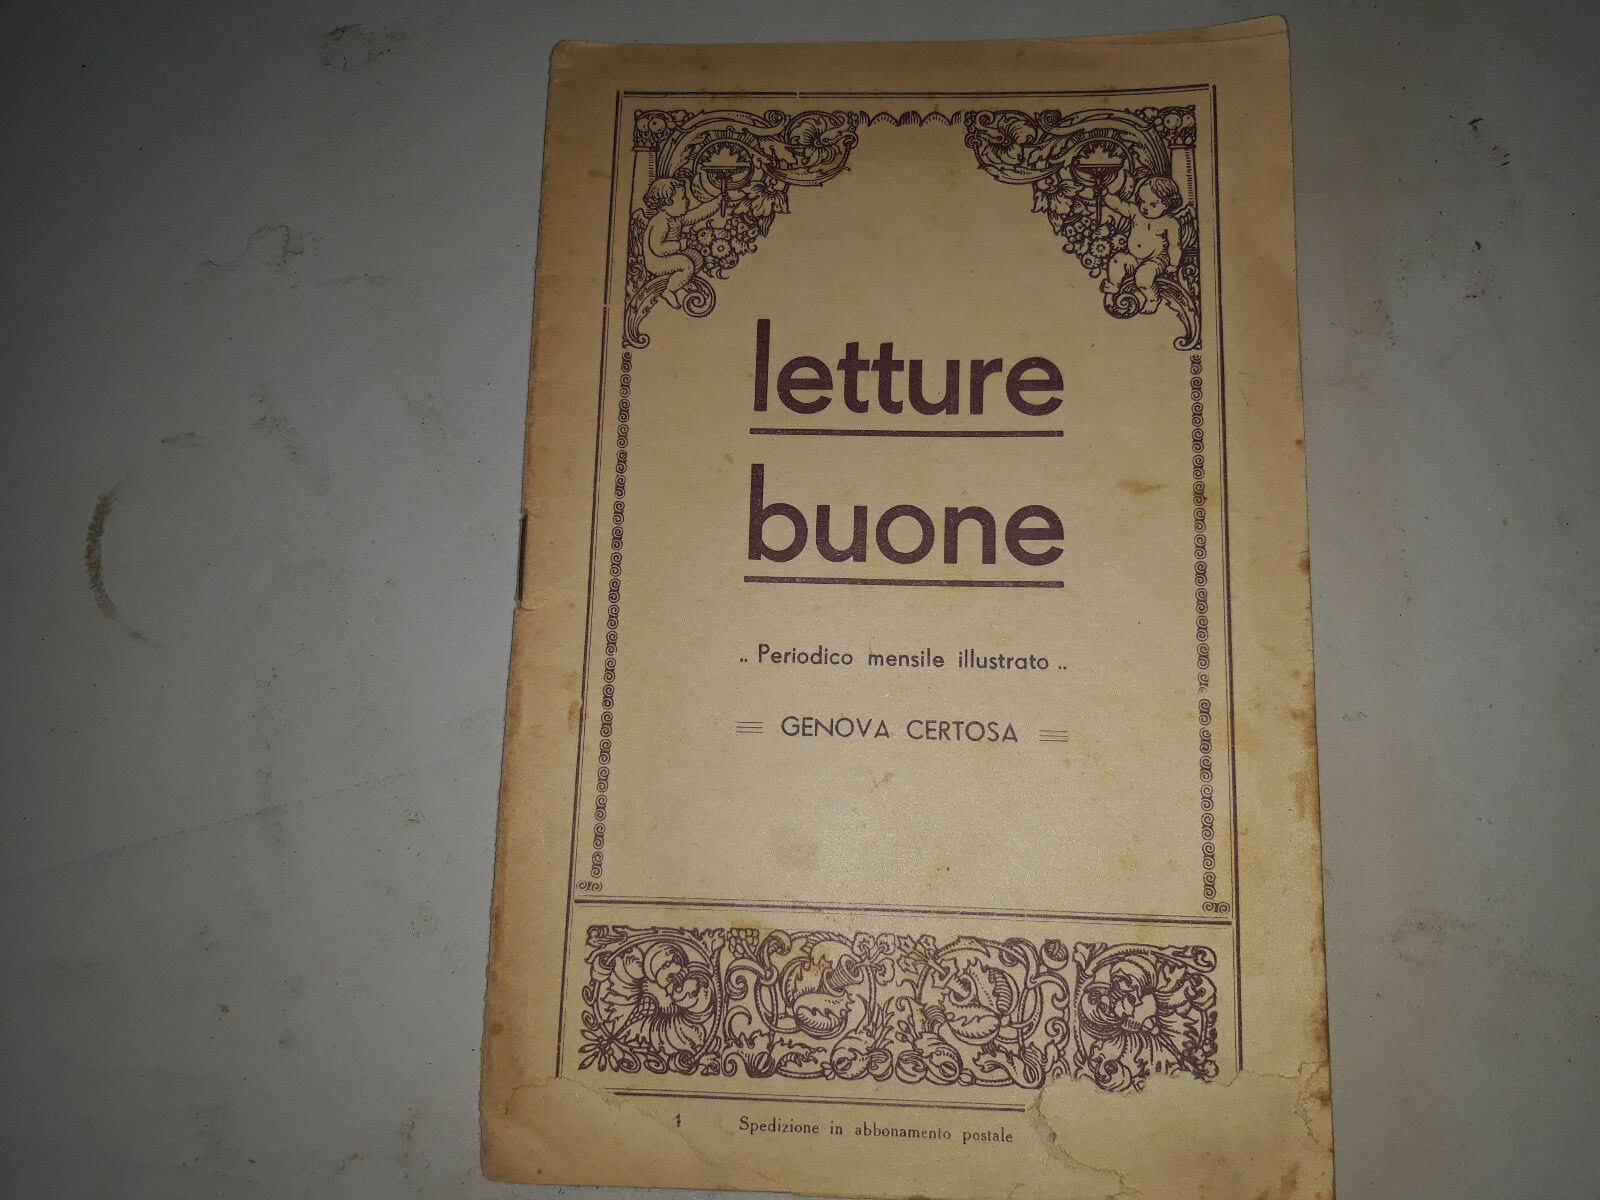 letture
buone
.. Periodico mensile illustrato ..
GENOVA CERTOSA
1 Spedizione in abbonamento postale